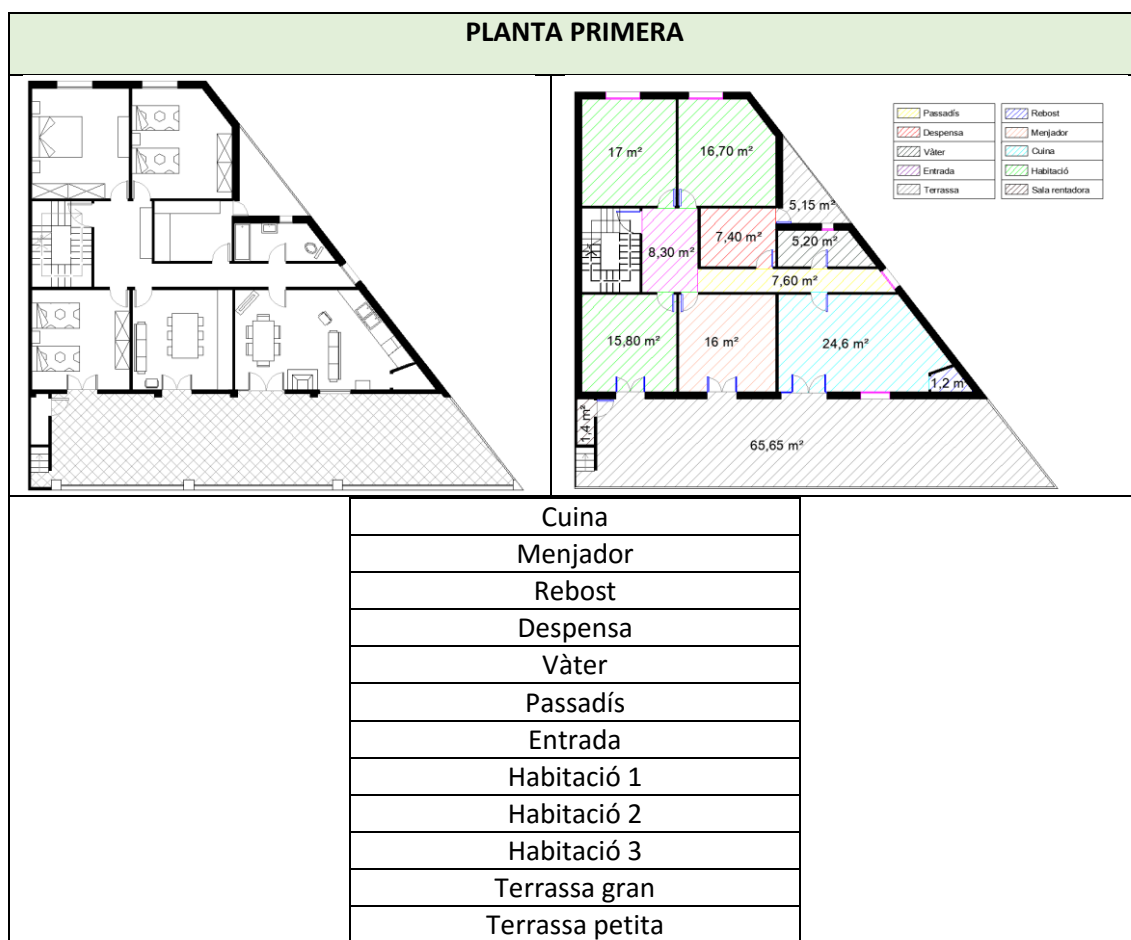 PLANTA PRIMERA
Passadís
Rebost
Despensa
Menjador
Vàter
Cuina
Entrada
Habitació
Terrassa
Sala rentadora
17 m²
16,70 m²
5,15 m²
7,40 m²
5,20 m²
8,30 m²
7,60 m²
15,80 m²
16 m²
24,6 m²
1,2 m
1,4 m²
65,65 m²
Cuina
Menjador
Rebost
Despensa
Vàter
Passadís
Entrada
Habitació 1
Habitació 2
Habitació 3
Terrassa gran
Terrassa petita